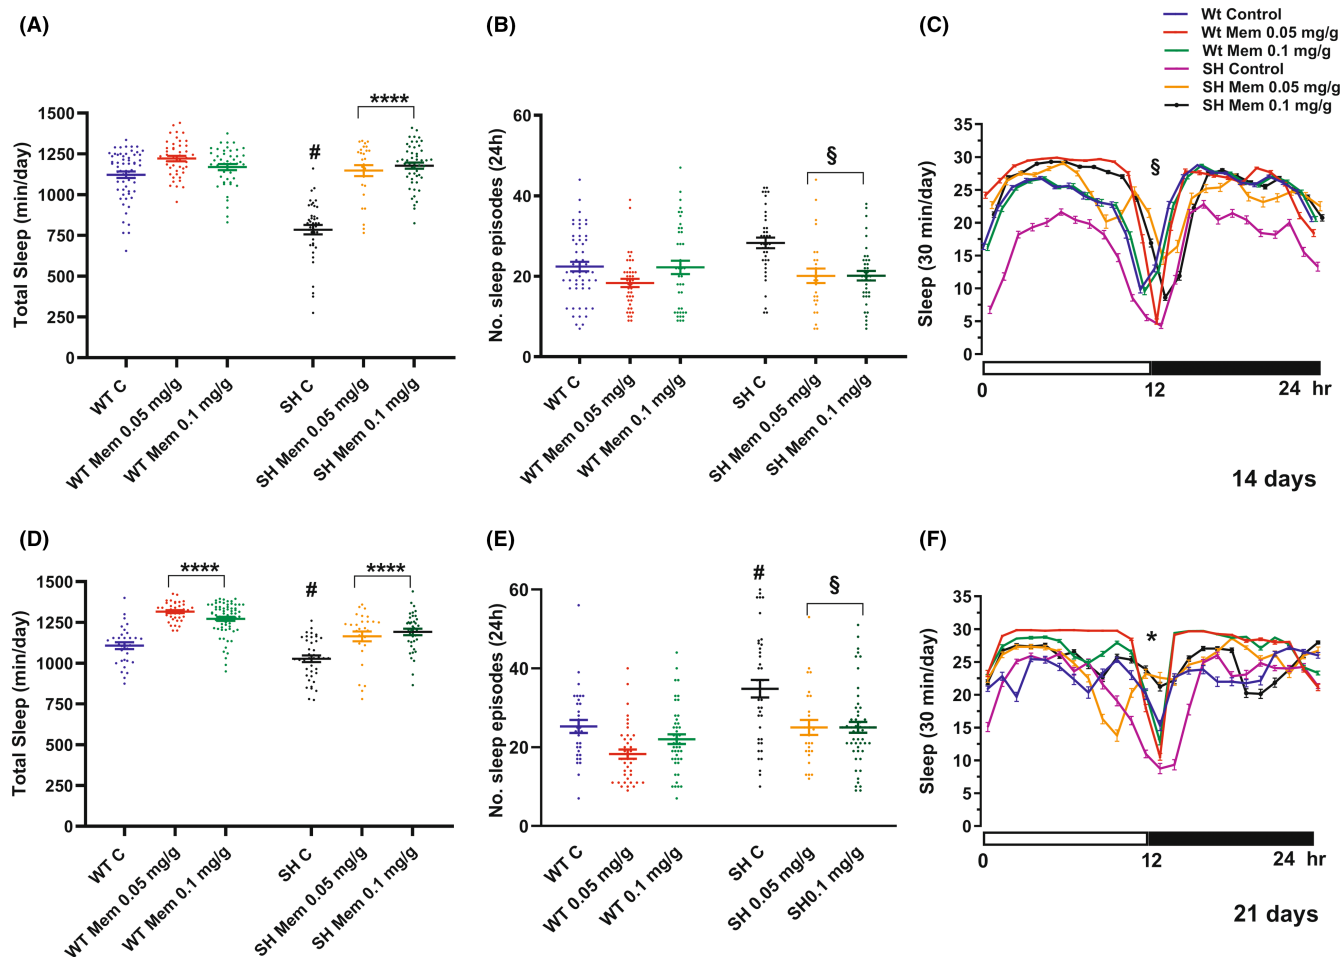 (A)
Total Sleep (min/day)
1500
1250
1000
750
500
250
0
#
****
WT C
WT Mem 0.05 mg/g
WT Mem 0.1 mg/g
SH C
SH Mem 0.05 mg/g
SH Mem 0.1 mg/g
(B)
No. sleep episodes (24h)
60
40
20
0
§
WT C
WT Mem 0.05 mg/g
WT Mem 0.1 mg/g
SH C
SH Mem 0.05 mg/g
SH Mem 0.1 mg/g
(C)
Wt Control
Wt Mem 0.05 mg/g
Wt Mem 0.1 mg/g
SH Control
SH Mem 0.05 mg/g
SH Mem 0.1 mg/g
Sleep (30 min/day)
35
30
25
20
15
10
5
0
§
0 12 24 hr
14 days
(D)
Total Sleep (min/day)
1500
1250
1000
750
500
250
0
****
#
****
WT C
WT Mem 0.05 mg/g
WT Mem 0.1 mg/g
SH C
SH Mem 0.05 mg/g
SH Mem 0.1 mg/g
(E)
No. sleep episodes (24h)
60
40
20
0
#
§
WT C
WT 0.05 mg/g
WT 0.1 mg/g
SH C
SH 0.05 mg/g
SH0.1 mg/g
(F)
Sleep (30 min/day)
35
30
25
20
15
10
5
0
*
0 12 24 hr
21 days